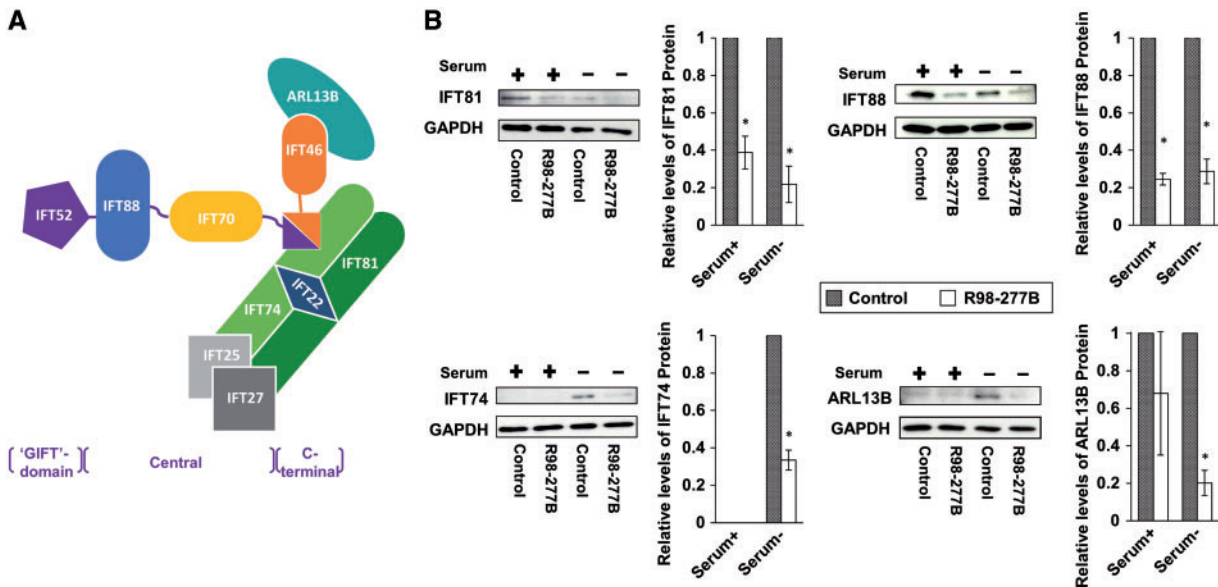 A
ARL13B
IFT46
IFT52
IFT88
IFT70
IFT81
IFT22
IFT74
IFT25
IFT27
'GIFT'-
domain
Central
C-
terminal
B
Serum + + − −
IFT81
GAPDH
Control R98-277B Control R98-277B
Relative levels of IFT81 Protein
1
0.8
0.6
0.4
0.2
0
*
*
Serum+ Serum-
Serum + + − −
IFT88
GAPDH
Control R98-277B Control R98-277B
Relative levels of IFT88 Protein
1
0.8
0.6
0.4
0.2
0
*
*
Serum+ Serum-
Control R98-277B
Serum + + − −
IFT74
GAPDH
Control R98-277B Control R98-277B
Relative levels of IFT74 Protein
1
0.8
0.6
0.4
0.2
0
*
Serum+ Serum-
Serum + + − −
ARL13B
GAPDH
Control R98-277B Control R98-277B
Relative levels of ARL13B Protein
1
0.8
0.6
0.4
0.2
0
*
Serum+ Serum-